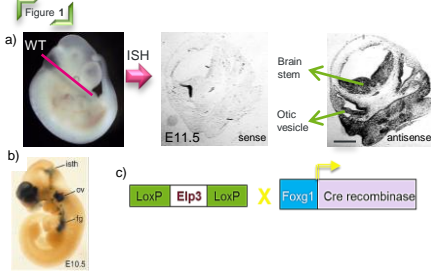 Figure 1
a)
WT
ISH
E11.5
sense
Brain
stem
Otic
vesicle
antisense
b)
isth
ov
fg
E10.5
c)
LoxP Elp3 LoxP X Foxg1 Cre recombinase